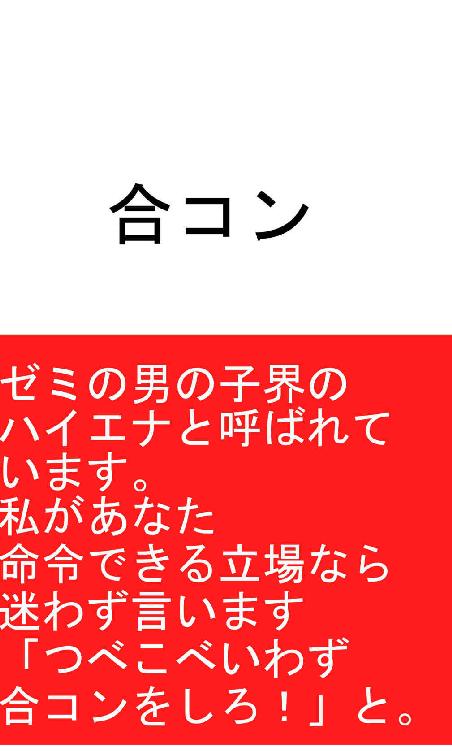 合コン
ゼミの男の子界の
ハイエナと呼ばれて
います。
私があなた
命令できる立場なら
迷わず言います
「つべこべいわず
合コンをしろ！」と。